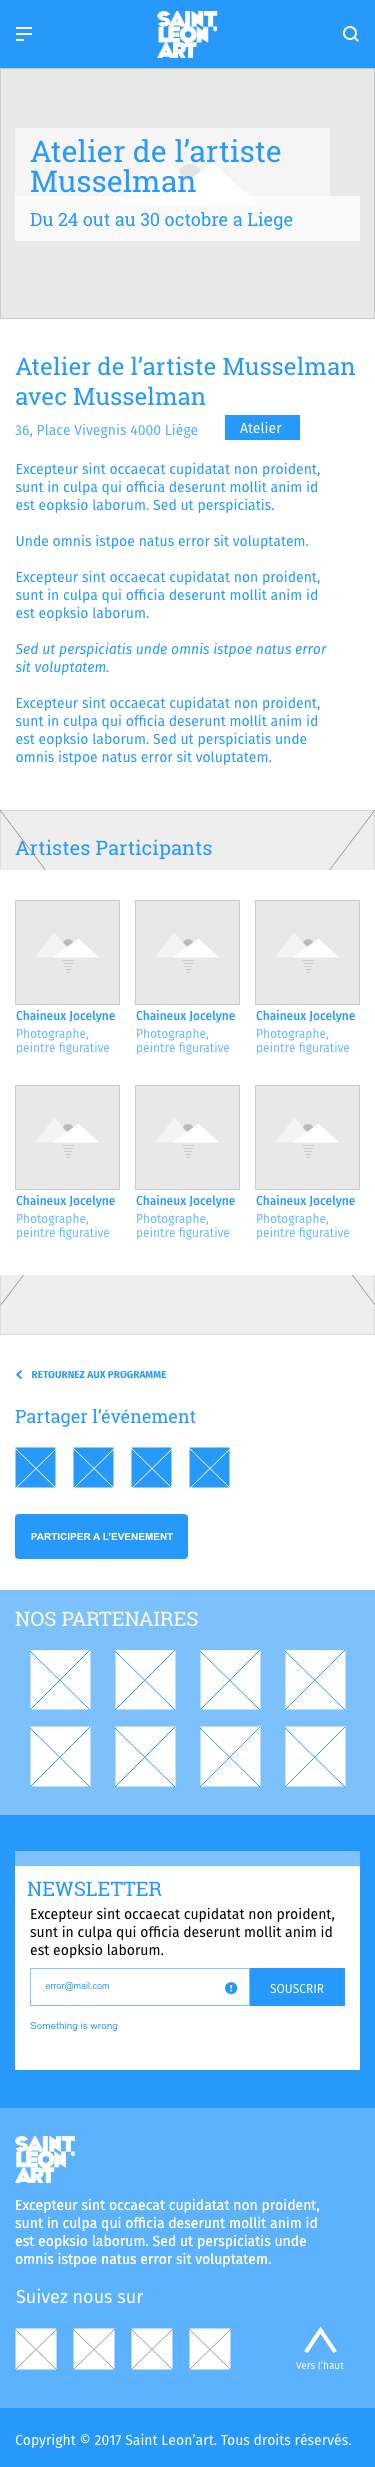 SAINT
LEON'
ART
Atelier de l’artiste
Musselman
Du 24 out au 30 octobre a Liege
Atelier de l’artiste Musselman
avec Musselman
36, Place Vivegnis 4000 Liège
Atelier
Excepteur sint occaecat cupidatat non proident,
sunt in culpa qui officia deserunt mollit anim id
est eopksio laborum. Sed ut perspiciatis.
Unde omnis istpoe natus error sit voluptatem.
Excepteur sint occaecat cupidatat non proident,
sunt in culpa qui officia deserunt mollit anim id
est eopksio laborum.
Sed ut perspiciatis unde omnis istpoe natus error
sit voluptatem.
Excepteur sint occaecat cupidatat non proident,
sunt in culpa qui officia deserunt mollit anim id
est eopksio laborum. Sed ut perspiciatis unde
omnis istpoe natus error sit voluptatem.
Artistes Participants
Chaineux Jocelyne
Photographe,
peintre figurative
Chaineux Jocelyne
Photographe,
peintre figurative
Chaineux Jocelyne
Photographe,
peintre figurative
Chaineux Jocelyne
Photographe,
peintre figurative
Chaineux Jocelyne
Photographe,
peintre figurative
Chaineux Jocelyne
Photographe,
peintre figurative
RETOURNEZ AUX PROGRAMME
Partager l’événement
PARTICIPER A L’EVENEMENT
NOS PARTENAIRES
NEWSLETTER
Excepteur sint occaecat cupidatat non proident,
sunt in culpa qui officia deserunt mollit anim id
est eopksio laborum.
error@mail.com
SOUSCRIR
Something is wrong
SAINT
LEON'
ART
Excepteur sint occaecat cupidatat non proident,
sunt in culpa qui officia deserunt mollit anim id
est eopksio laborum. Sed ut perspiciatis unde
omnis istpoe natus error sit voluptatem.
Suivez nous sur
Vers l’haut
Copyright © 2017 Saint Leon’art. Tous droits réservés.